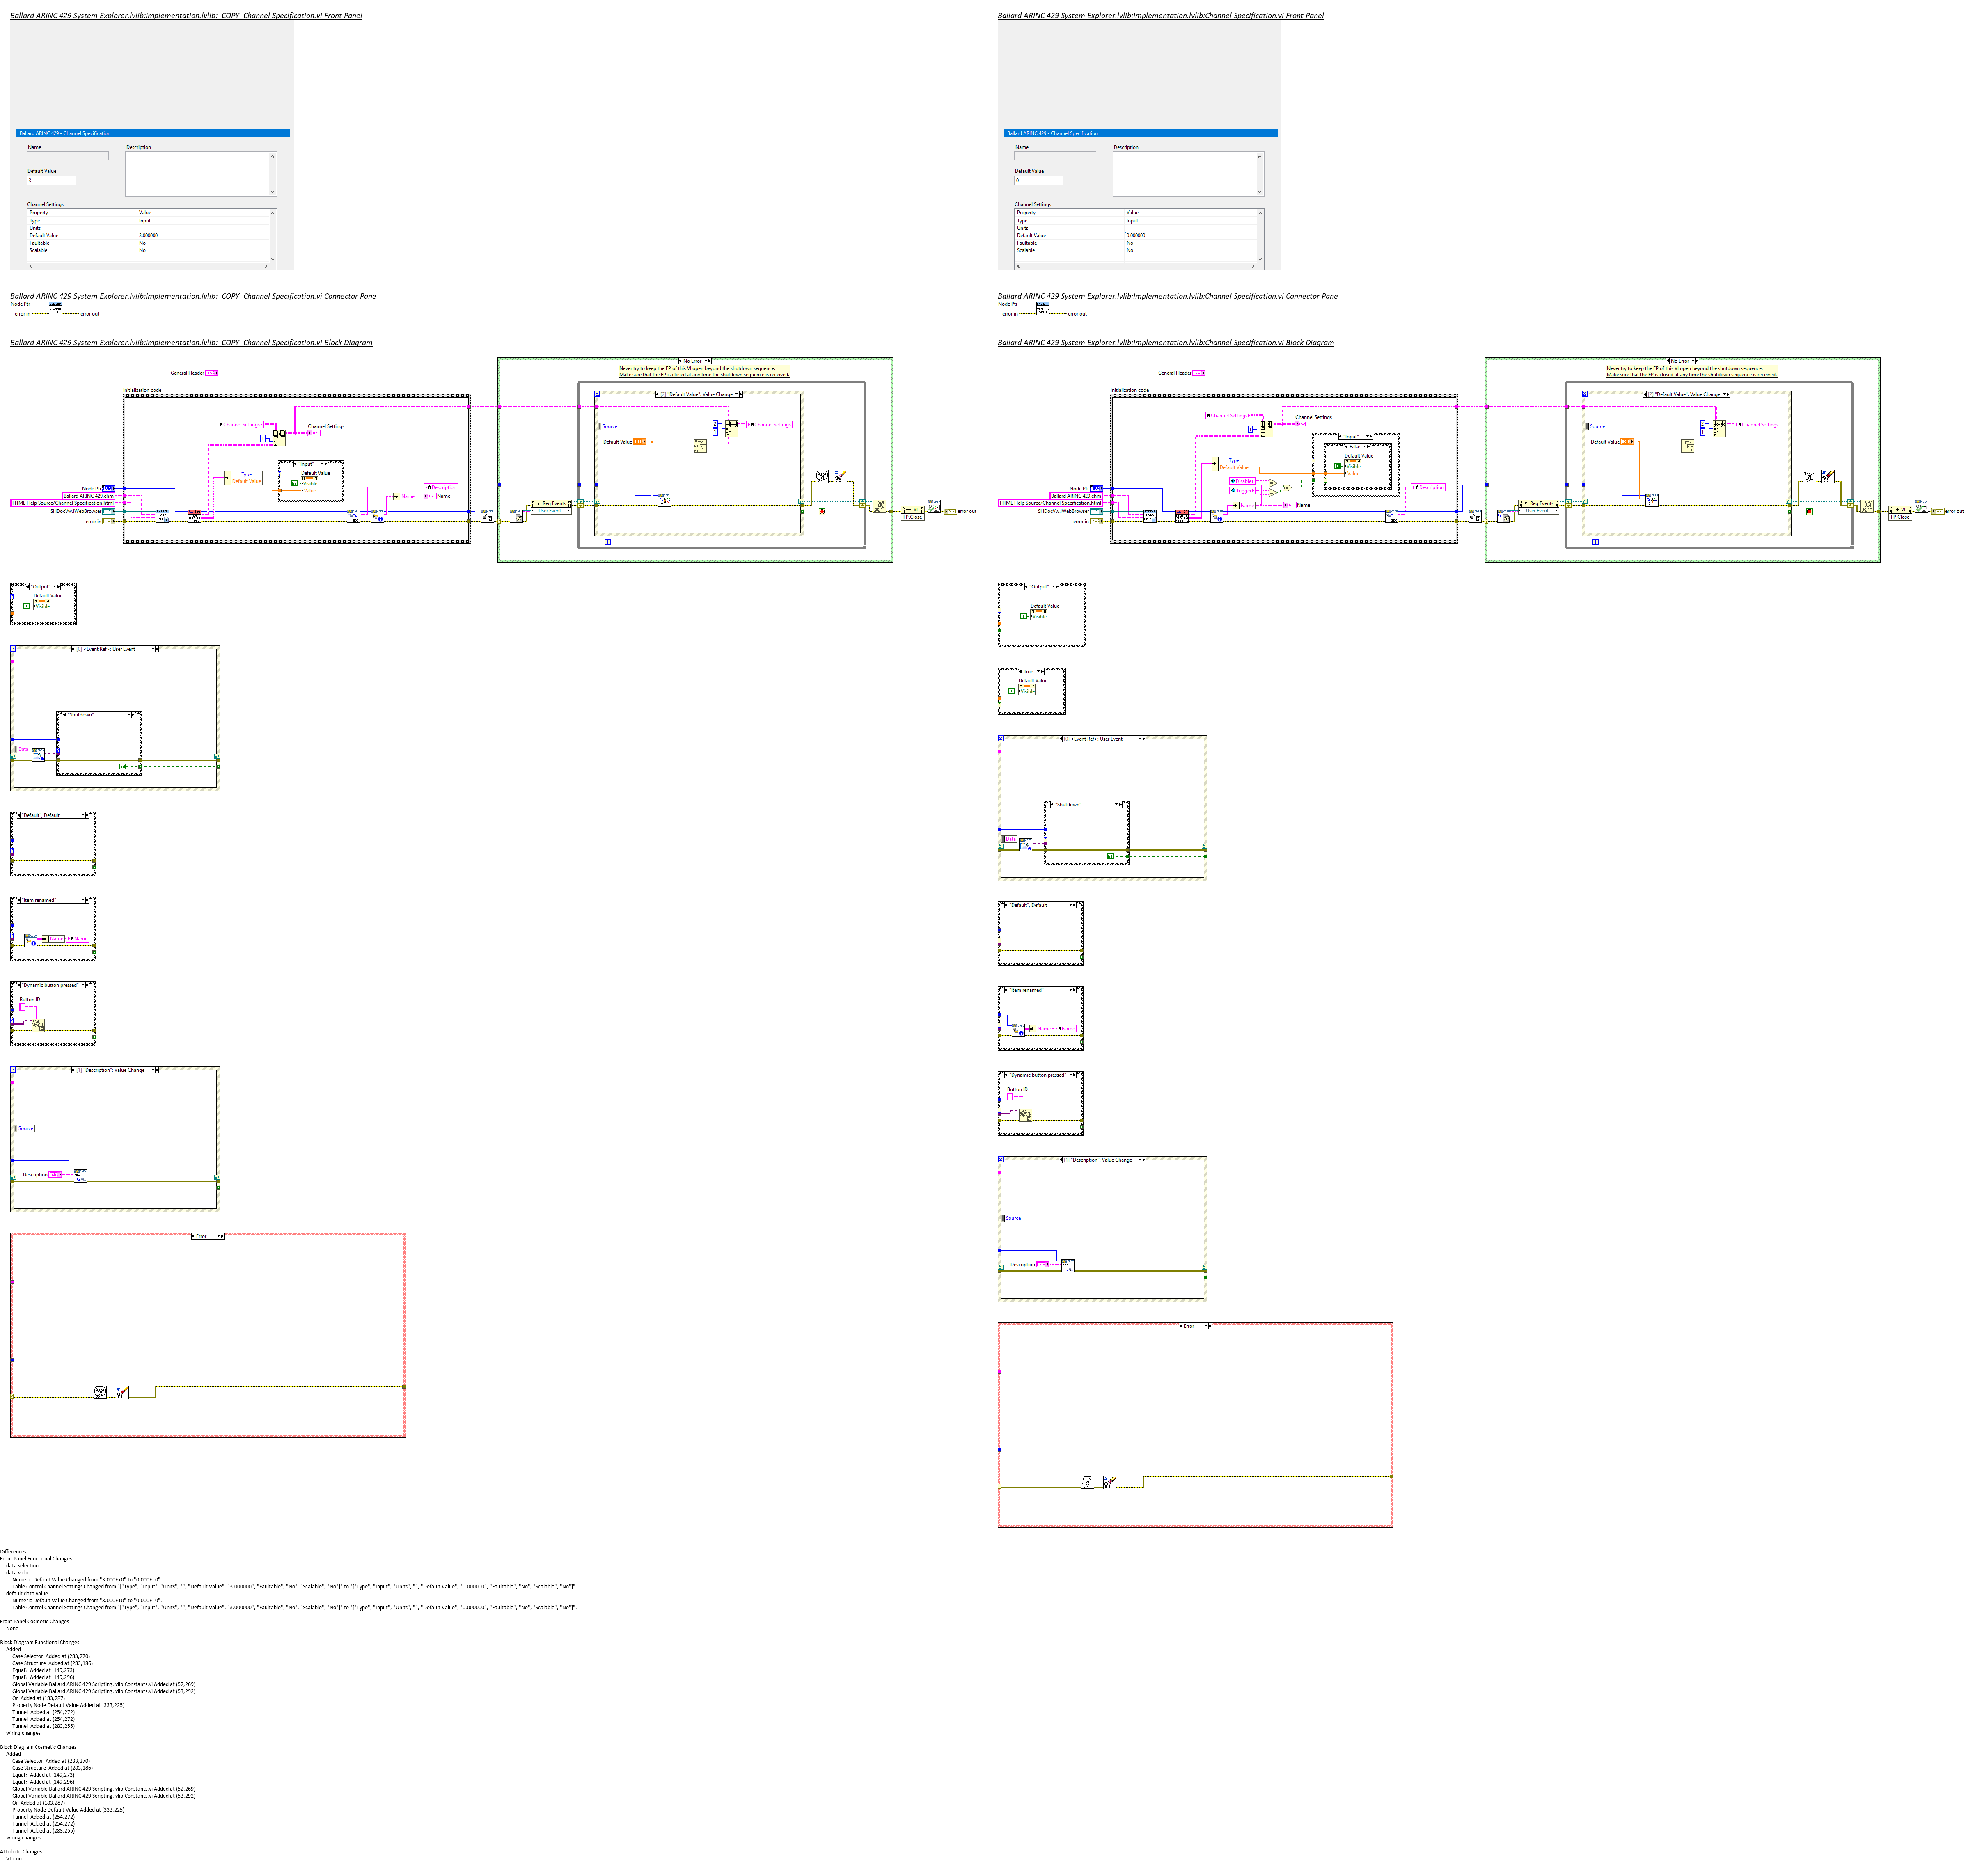 Ballard ARINC 429 System Explorer.lvlib:Implementation.lvlib:_COPY_Channel Specification.vi Front Panel
Ballard ARINC 429 - Channel Specification
Name
Description
Default Value
3
Channel Settings
Property Value
Type Input
Units
Default Value 3.000000
Faultable No
Scalable No
Ballard ARINC 429 System Explorer.lvlib:Implementation.lvlib:_COPY_Channel Specification.vi Connector Pane
Node Ptr
error in
error out
Ballard ARINC 429 System Explorer.lvlib:Implementation.lvlib:_COPY_Channel Specification.vi Block Diagram
General Header
No Error
Never try to keep the FP of this VI open beyond the shutdown sequence.
Make sure that the FP is closed at any time the shutdown sequence is received.
Initialization code
[2] "Default Value": Value Change
Channel Settings
Channel Settings
Channel Settings
Source
Default Value
"Input"
Default Value
Visible
Value
Type
Default Value
Description
Name
Name
Node Ptr
Ballard ARINC 429.chm
HTML Help Source/Channel Specification.html
SHDocVw.IWebBrowser
error in
Reg Events
User Event
VI
FP.Close
error out
"Output"
Default Value
Visible
[0] <Event Ref>: User Event
"Shutdown"
Data
"Default", Default
"Item renamed"
Name
Name
"Dynamic button pressed"
Button ID
[1] "Description": Value Change
Source
Description
Error
Ballard ARINC 429 System Explorer.lvlib:Implementation.lvlib:Channel Specification.vi Front Panel
Ballard ARINC 429 - Channel Specification
Name
Description
Default Value
0
Channel Settings
Property Value
Type Input
Units
Default Value 0.000000
Faultable No
Scalable No
Ballard ARINC 429 System Explorer.lvlib:Implementation.lvlib:Channel Specification.vi Connector Pane
Node Ptr
error in
error out
Ballard ARINC 429 System Explorer.lvlib:Implementation.lvlib:Channel Specification.vi Block Diagram
General Header
No Error
Never try to keep the FP of this VI open beyond the shutdown sequence.
Make sure that the FP is closed at any time the shutdown sequence is received.
Initialization code
[2] "Default Value": Value Change
Channel Settings
Channel Settings
Channel Settings
Source
Default Value
"Input"
False
Default Value
Visible
Value
Type
Default Value
Disable
Trigger
Name
Name
Description
Node Ptr
Ballard ARINC 429.chm
HTML Help Source/Channel Specification.html
SHDocVw.IWebBrowser
error in
Reg Events
User Event
VI
FP.Close
error out
"Output"
Default Value
Visible
True
Default Value
Visible
[0] <Event Ref>: User Event
"Shutdown"
Data
"Default", Default
"Item renamed"
Name
Name
"Dynamic button pressed"
Button ID
[1] "Description": Value Change
Source
Description
Error
Differences:
Front Panel Functional Changes
data selection
data value
Numeric Default Value Changed from "3.000E+0" to "0.000E+0".
Table Control Channel Settings Changed from "["Type", "Input", "Units", "", "Default Value", "3.000000", "Faultable", "No", "Scalable", "No"]" to "["Type", "Input", "Units", "", "Default Value", "0.000000", "Faultable", "No", "Scalable", "No"]".
default data value
Numeric Default Value Changed from "3.000E+0" to "0.000E+0".
Table Control Channel Settings Changed from "["Type", "Input", "Units", "", "Default Value", "3.000000", "Faultable", "No", "Scalable", "No"]" to "["Type", "Input", "Units", "", "Default Value", "0.000000", "Faultable", "No", "Scalable", "No"]".
Front Panel Cosmetic Changes
None
Block Diagram Functional Changes
Added
Case Selector Added at (283,270)
Case Structure Added at (283,186)
Equal? Added at (149,273)
Equal? Added at (149,296)
Global Variable Ballard ARINC 429 Scripting.lvlib:Constants.vi Added at (52,269)
Global Variable Ballard ARINC 429 Scripting.lvlib:Constants.vi Added at (53,292)
Or Added at (183,287)
Property Node Default Value Added at (333,225)
Tunnel Added at (254,272)
Tunnel Added at (254,272)
Tunnel Added at (283,255)
wiring changes
Block Diagram Cosmetic Changes
Added
Case Selector Added at (283,270)
Case Structure Added at (283,186)
Equal? Added at (149,273)
Equal? Added at (149,296)
Global Variable Ballard ARINC 429 Scripting.lvlib:Constants.vi Added at (52,269)
Global Variable Ballard ARINC 429 Scripting.lvlib:Constants.vi Added at (53,292)
Or Added at (183,287)
Property Node Default Value Added at (333,225)
Tunnel Added at (254,272)
Tunnel Added at (254,272)
Tunnel Added at (283,255)
wiring changes
Attribute Changes
VI icon